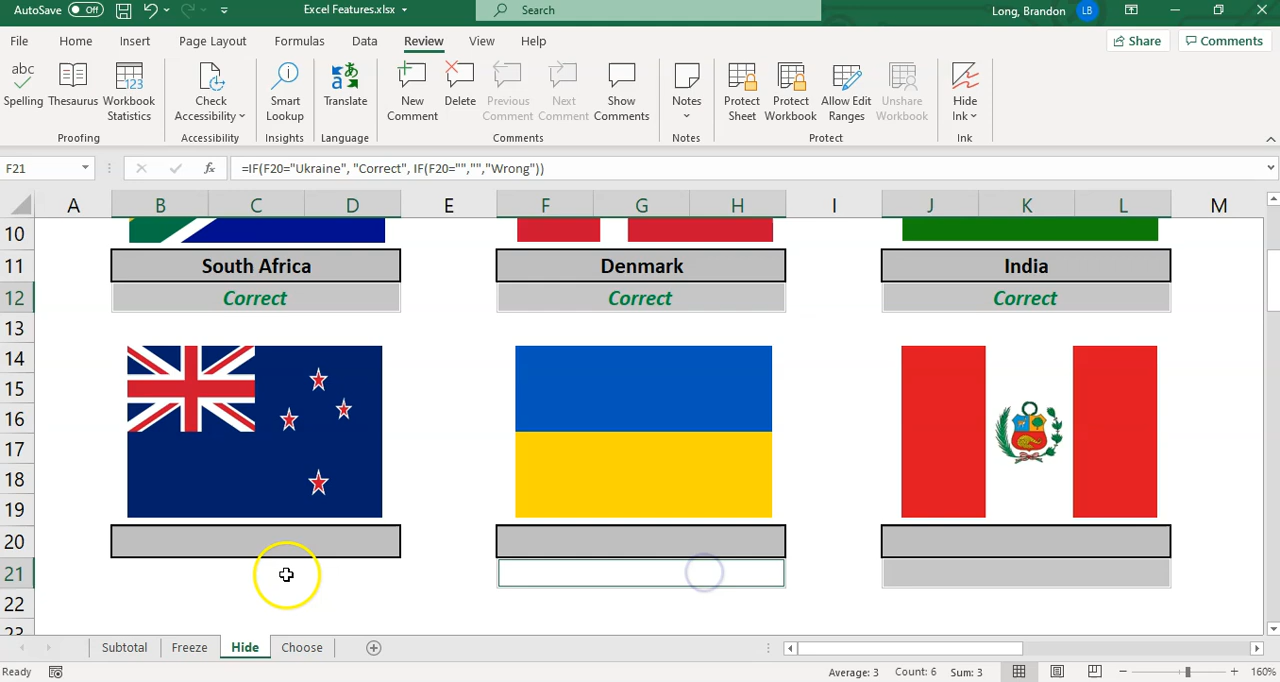 AutoSave Off Excel Features.xlsx Search Long, Brandon LB
File Home Insert Page Layout Formulas Data Review View Help Share Comments
abc 123
Spelling Thesaurus Workbook Statistics Check Accessibility Smart Lookup Translate New Comment Delete Previous Comment Next Comment Show Comments Notes Protect Sheet Protect Workbook Allow Edit Ranges Unshare Workbook Hide Ink
Proofing Accessibility Insights Language Comments Notes Protect Ink
F21 fx =IF(F20="Ukraine", "Correct", IF(F20="","","Wrong"))
A B C D E F G H I J K L M
10
11 South Africa Denmark India
12 Correct Correct Correct
13
14
15
16
17
18
19
20
21
22
23
Subtotal Freeze Hide Choose
Ready Average: 3 Count: 6 Sum: 3 160%